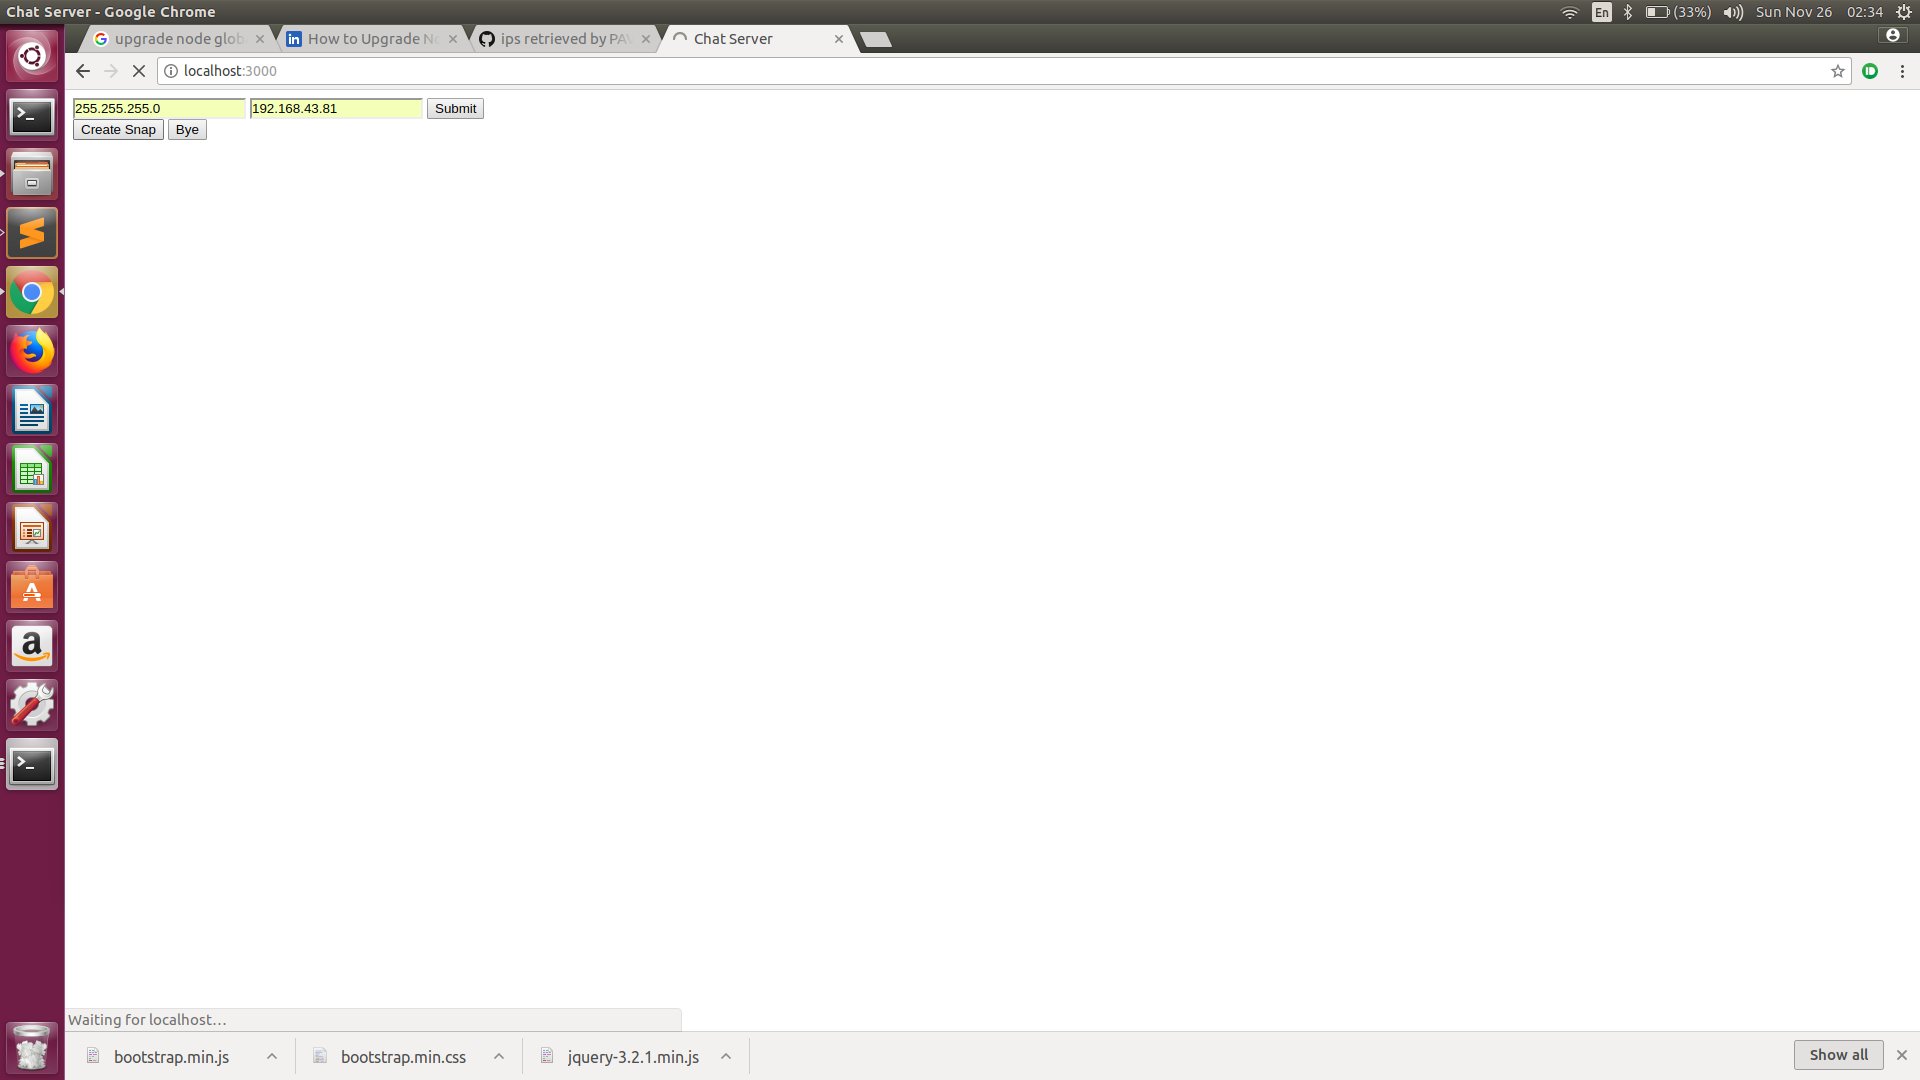 Chat Server - Google Chrome
En
(33%)
Sun Nov 26
02:34
upgrade node glob
How to Upgrade N
ips retrieved by PA
Chat Server
localhost:3000
255.255.255.0
192.168.43.81
Submit
Create Snap
Bye
Waiting for localhost...
bootstrap.min.js
bootstrap.min.css
jquery-3.2.1.min.js
Show all